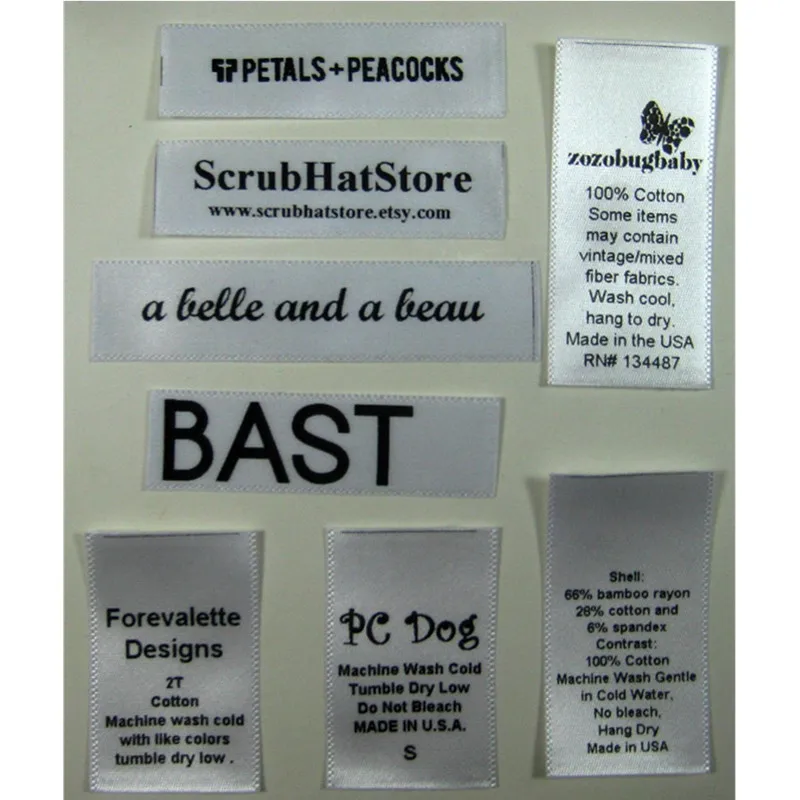 PETALS+PEACOCKS
ScrubHatStore
www.scrubhatstore.etsy.com
a belle and a beau
BAST
zozobugbaby
100% Cotton
Some items
may contain
vintage/mixed
fiber fabrics.
Wash cool,
hang to dry.
Made in the USA
RN# 134487
Forevalette
Designs
2T
Cotton
Machine wash cold
with like colors
tumble dry low .
PC Dog
Machine Wash Cold
Tumble Dry Low
Do Not Bleach
MADE IN U.S.A.
S
Shell:
66% bamboo rayon
28% cotton and
6% spandex
Contrast:
100% Cotton
Machine Wash Gentle
in Cold Water,
No bleach,
Hang Dry
Made in USA